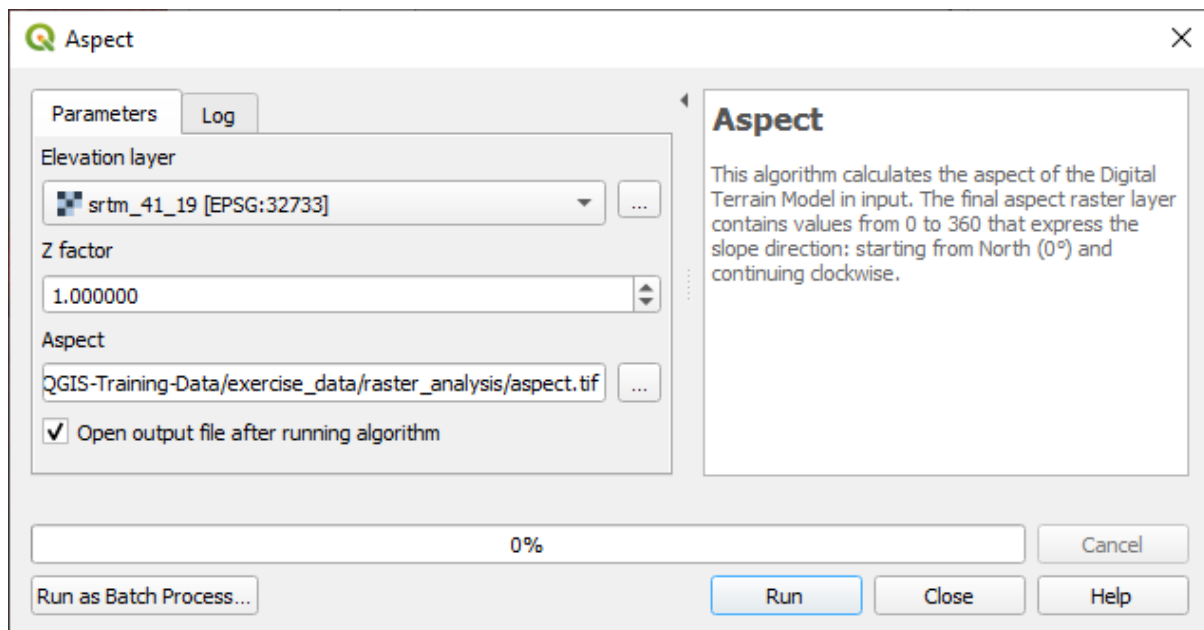 Aspect
Parameters
Log
Elevation layer
srtm_41_19 [EPSG:32733]
...
Z factor
1.000000
Aspect
QGIS-Training-Data/exercise_data/raster_analysis/aspect.tif
...
Open output file after running algorithm
Aspect
This algorithm calculates the aspect of the Digital
Terrain Model in input. The final aspect raster layer
contains values from 0 to 360 that express the
slope direction: starting from North (0°) and
continuing clockwise.
0%
Cancel
Run as Batch Process...
Run
Close
Help